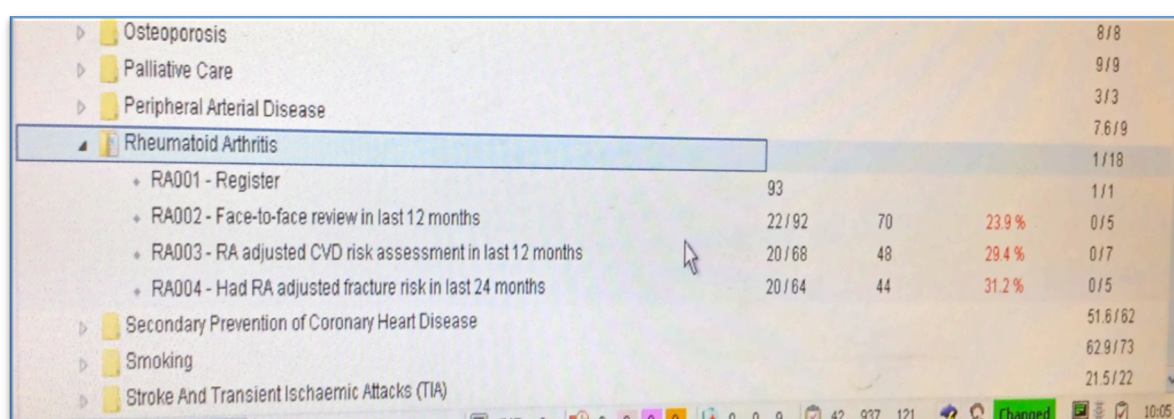 Osteoporosis 8/8
Palliative Care 9/9
Peripheral Arterial Disease 3/3
7.6/9
Rheumatoid Arthritis 1/18
RA001 - Register 93 1/1
RA002 - Face-to-face review in last 12 months 22/92 70 23.9 % 0/5
RA003 - RA adjusted CVD risk assessment in last 12 months 20/68 48 29.4 % 0/7
RA004 - Had RA adjusted fracture risk in last 24 months 20/64 44 31.2 % 0/5
Secondary Prevention of Coronary Heart Disease 51.6/62
Smoking 62.9/73
Stroke And Transient Ischaemic Attacks (TIA) 21.5/22
0 0 0 42 937 121 Changed 10:05